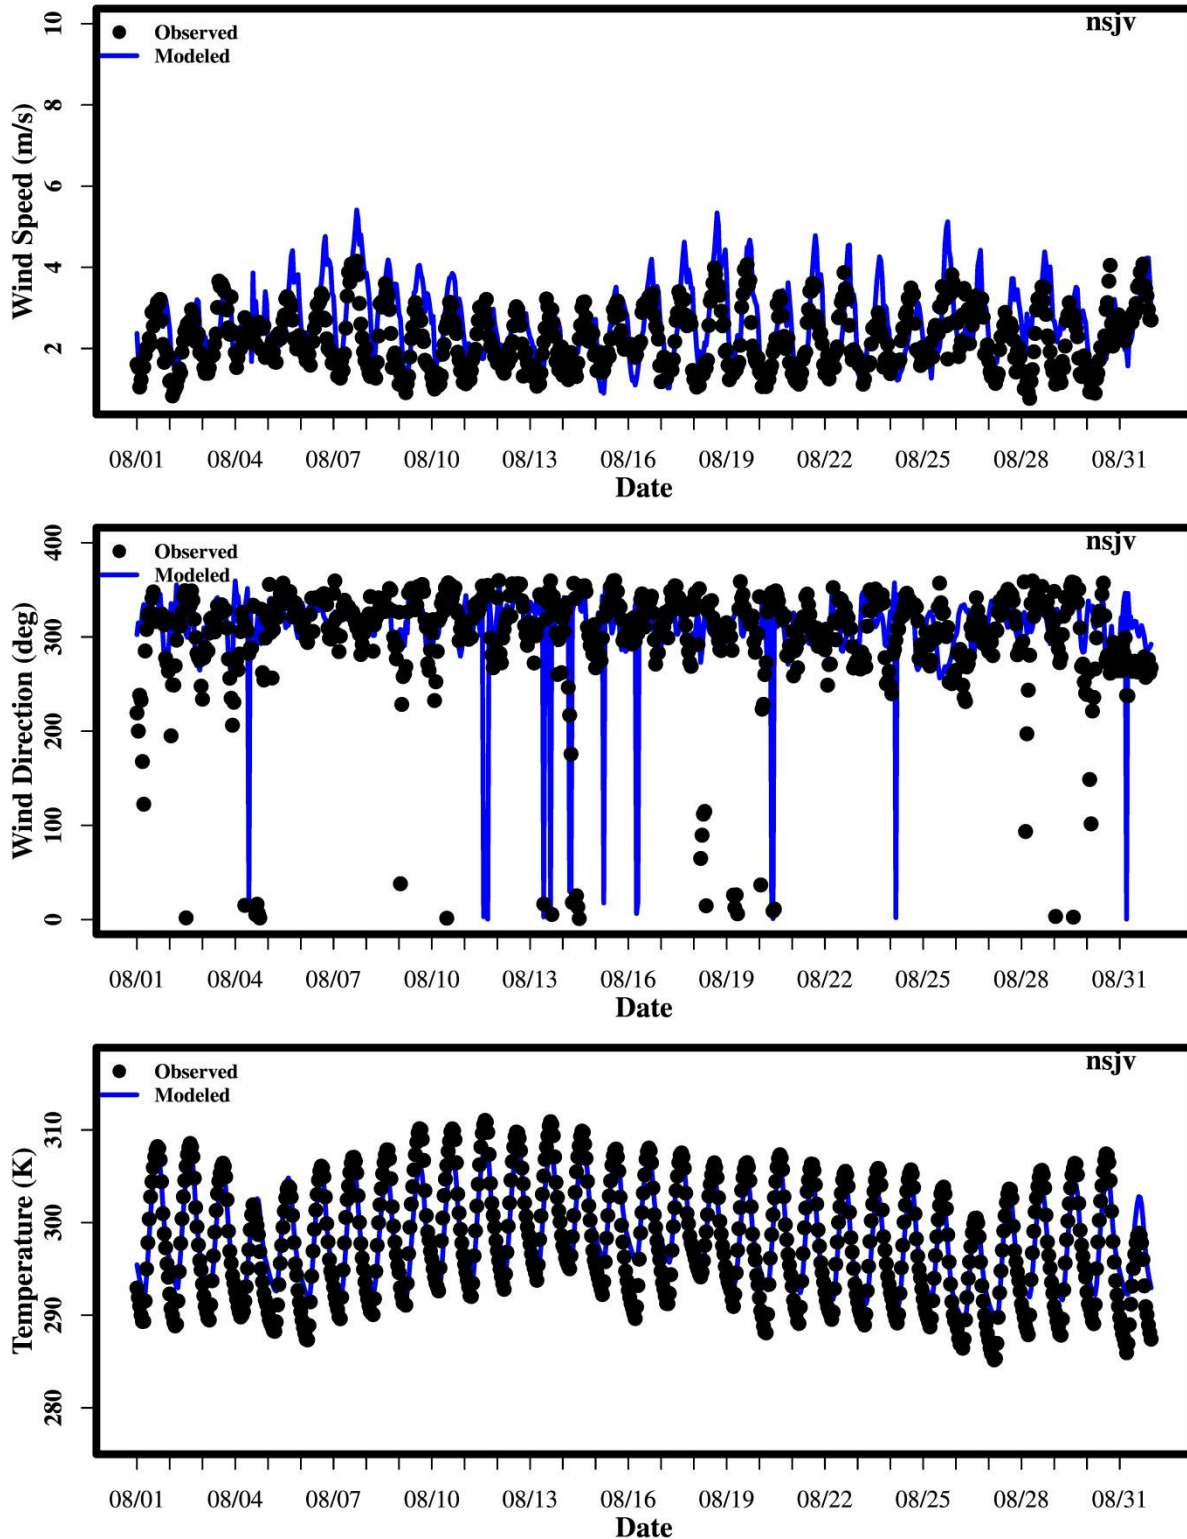 nsjv
Observed
Modeled
Wind Speed (m/s)
10
8
6
4
2
08/01 08/04 08/07 08/10 08/13 08/16 08/19 08/22 08/25 08/28 08/31
Date
nsjv
Observed
Modeled
Wind Direction (deg)
400
300
200
100
0
08/01 08/04 08/07 08/10 08/13 08/16 08/19 08/22 08/25 08/28 08/31
Date
nsjv
Observed
Modeled
Temperature (K)
310
300
290
280
08/01 08/04 08/07 08/10 08/13 08/16 08/19 08/22 08/25 08/28 08/31
Date